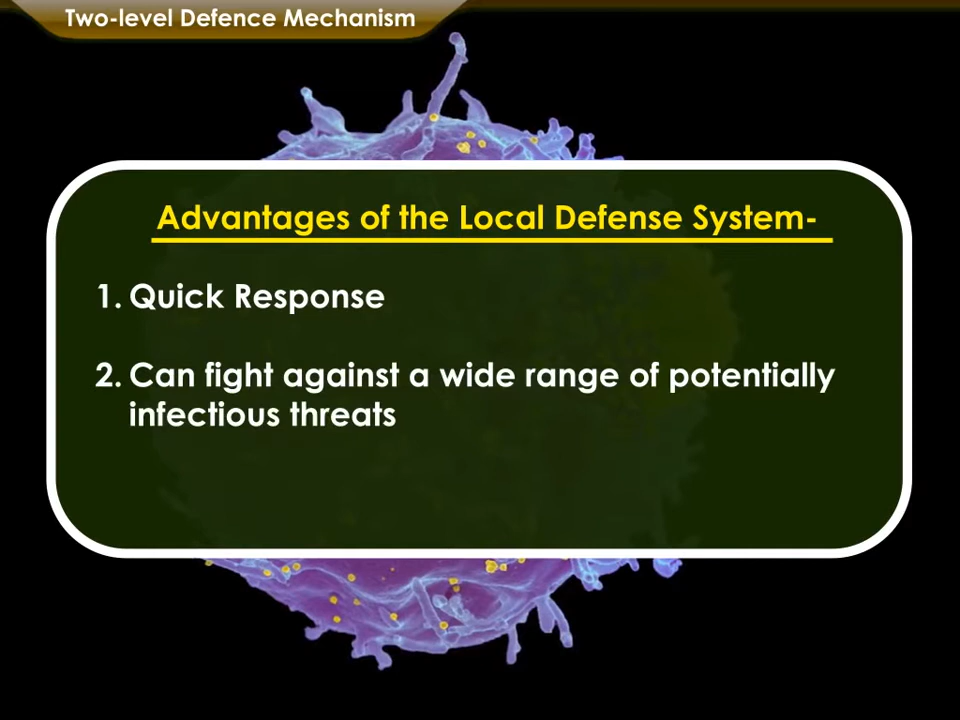 Two-level Defence Mechanism
Advantages of the Local Defense System-
1. Quick Response
2. Can fight against a wide range of potentially
infectious threats